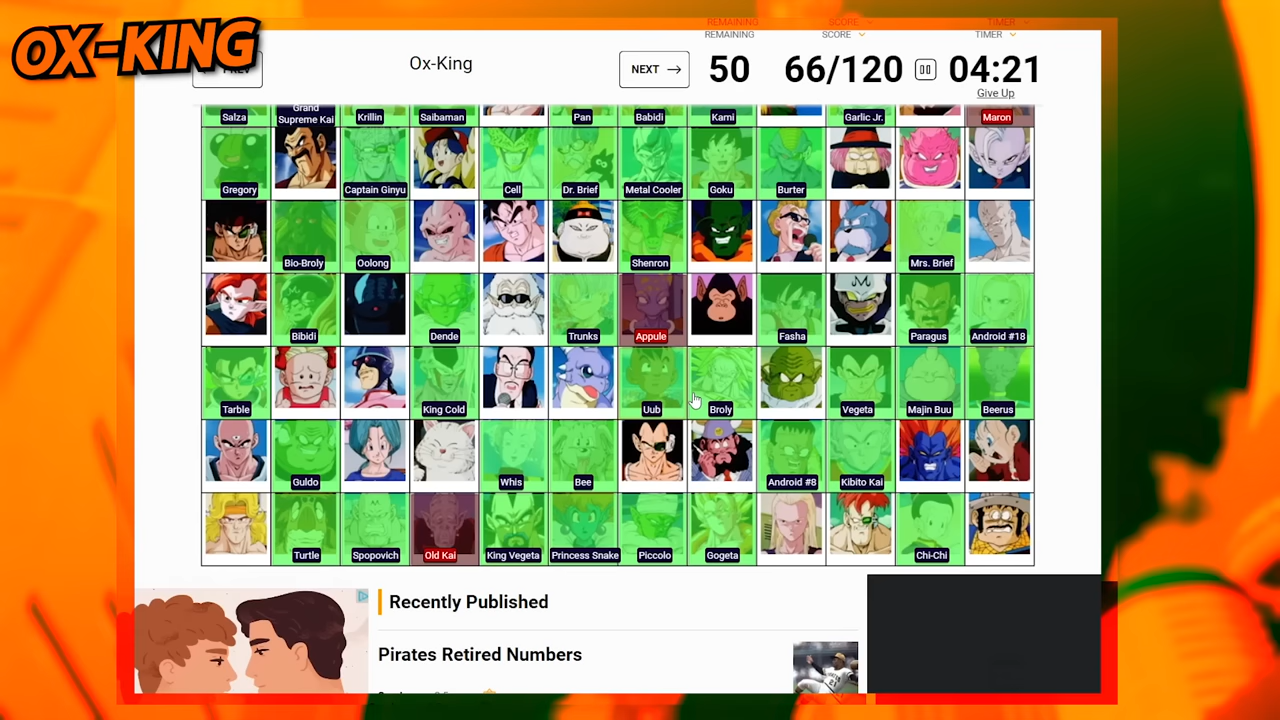 OX-KING
REMAINING SCORE TIMER
REMAINING SCORE TIMER
PREV
Ox-King
NEXT →
50 66/120 04:21
Give Up
Salza
Grand
Supreme Kai
Krillin
Saibaman
Pan
Babidi
Kami
Garlic Jr.
Maron
Gregory
Captain Ginyu
Cell
Dr. Brief
Metal Cooler
Goku
Burter
Bio-Broly
Oolong
Shenron
Mrs. Brief
Bibidi
Dende
Trunks
Appule
Fasha
Paragus
Android #18
Tarble
King Cold
Uub
Broly
Vegeta
Majin Buu
Beerus
Guldo
Whis
Bee
Android #8
Kibito Kai
Turtle
Spopovich
Old Kai
King Vegeta
Princess Snake
Piccolo
Gogeta
Chi-Chi
Recently Published
Pirates Retired Numbers